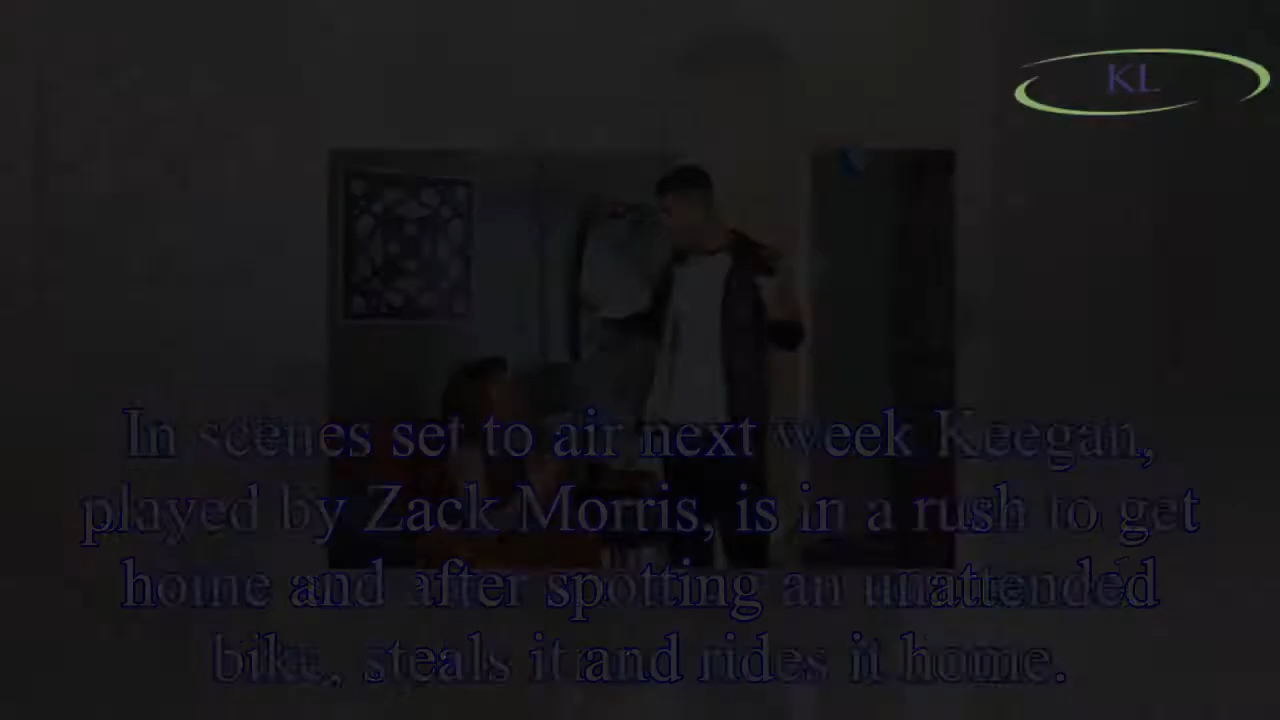 KL
In scenes set to air next week Keegan,
played by Zack Morris, is in a rush to get
home and after spotting an unattended
bike, steals it and rides it home.